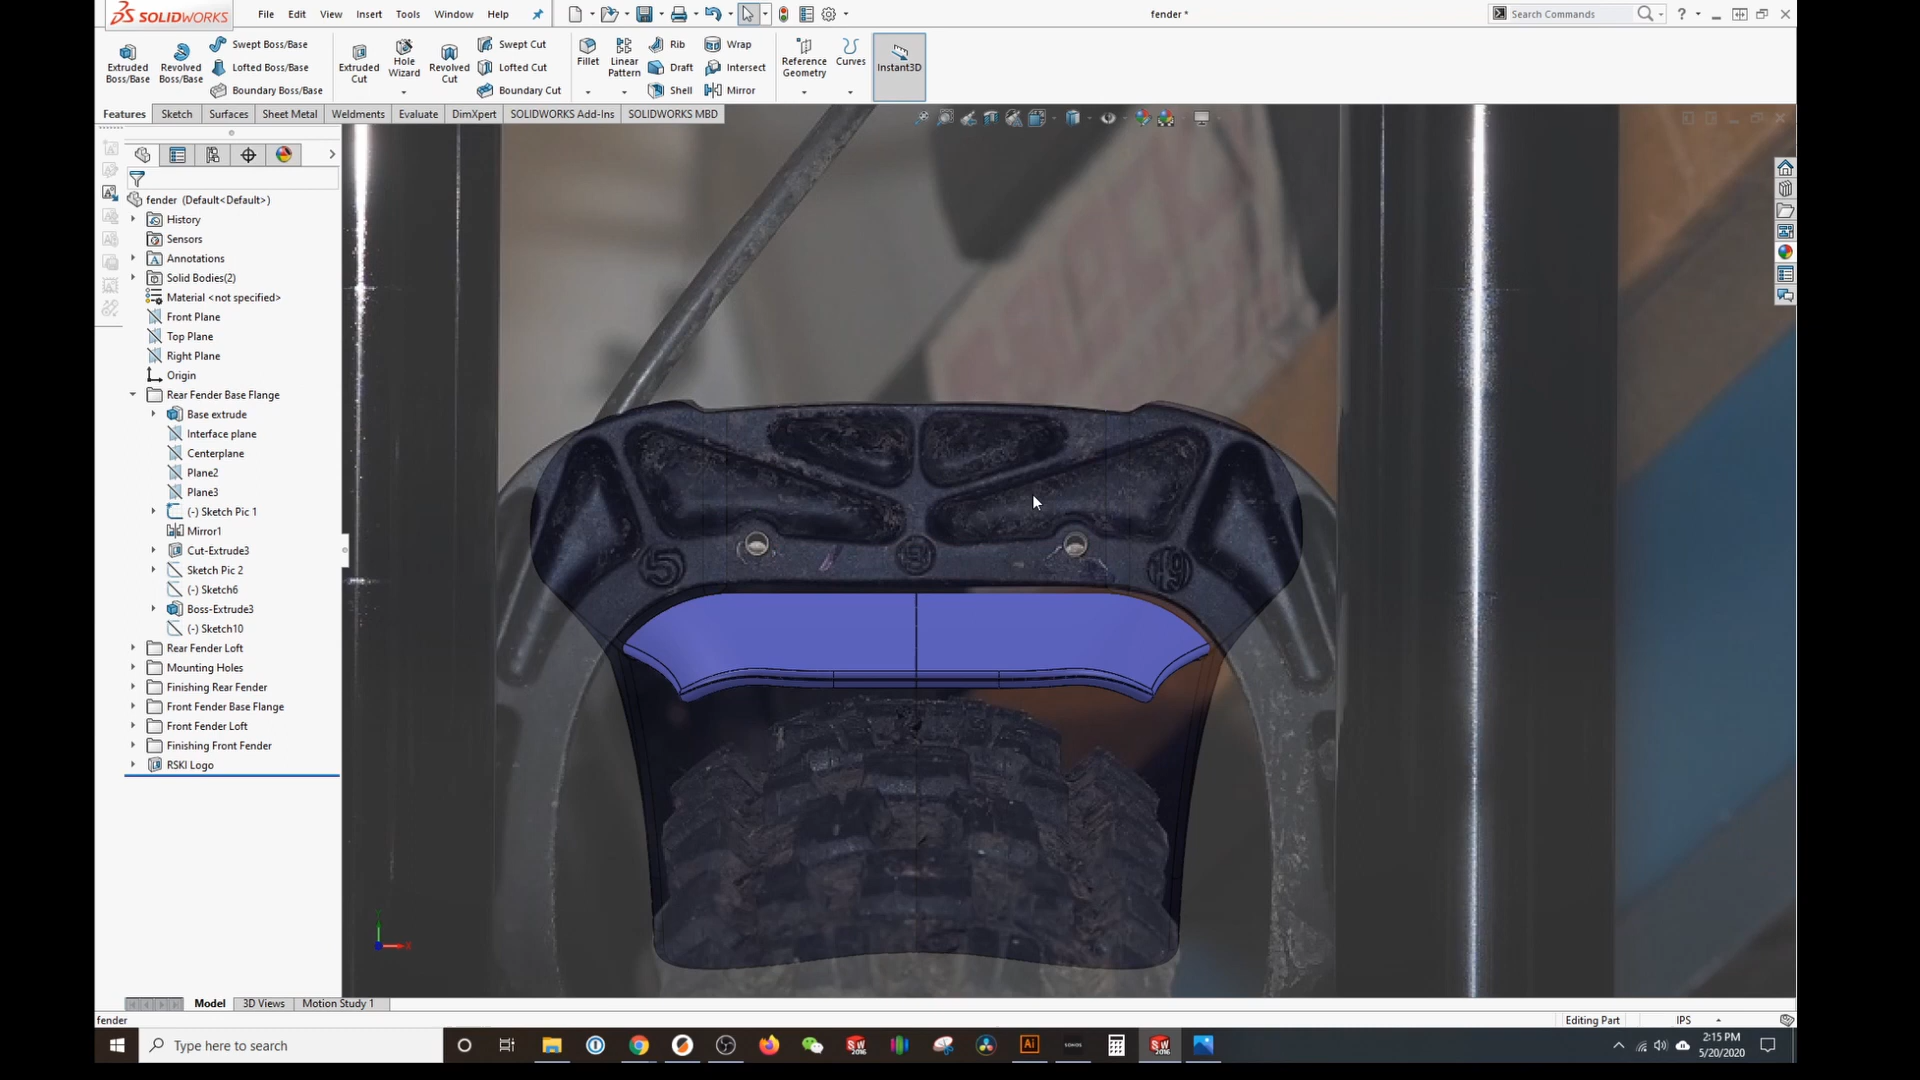 SOLIDWORKS
File
Edit
View
Insert
Tools
Window
Help
fender *
Search Commands
Extruded Boss/Base
Revolved Boss/Base
Swept Boss/Base
Lofted Boss/Base
Boundary Boss/Base
Extruded Cut
Hole Wizard
Revolved Cut
Swept Cut
Lofted Cut
Boundary Cut
Fillet
Linear Pattern
Rib
Draft
Shell
Wrap
Intersect
Mirror
Reference Geometry
Curves
Instant3D
Features
Sketch
Surfaces
Sheet Metal
Weldments
Evaluate
DimXpert
SOLIDWORKS Add-Ins
SOLIDWORKS MBD
fender (Default<Default>)
History
Sensors
Annotations
Solid Bodies(2)
Material <not specified>
Front Plane
Top Plane
Right Plane
Origin
Rear Fender Base Flange
Base extrude
Interface plane
Centerplane
Plane2
Plane3
(-) Sketch Pic 1
Mirror1
Cut-Extrude3
Sketch Pic 2
(-) Sketch6
Boss-Extrude3
(-) Sketch10
Rear Fender Loft
Mounting Holes
Finishing Rear Fender
Front Fender Base Flange
Front Fender Loft
Finishing Front Fender
RSKI Logo
5
9
19
Model
3D Views
Motion Study 1
fender
Editing Part
IPS
Type here to search
Ai
SONOS
SW 2016
2:15 PM
5/20/2020